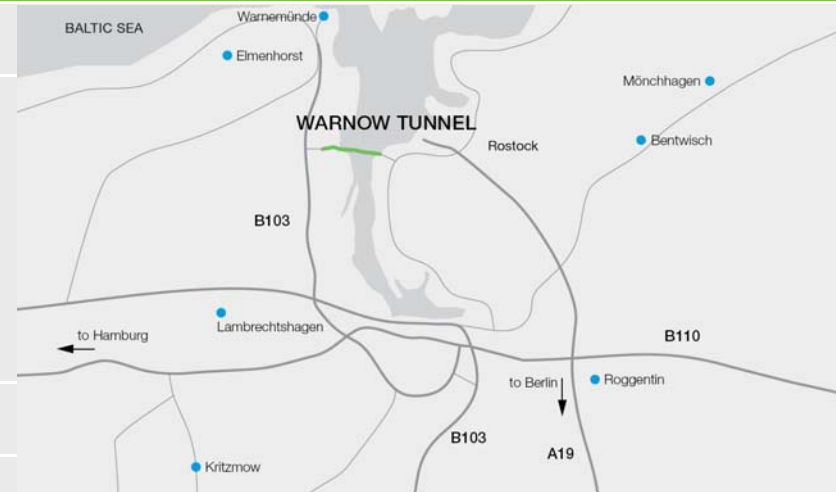 Warnemünde
BALTIC SEA
Elmenhorst
Mönchhagen
WARNOW TUNNEL
Bentwisch
Rostock
B103
Lambrechtshagen
to Hamburg
B110
to Berlin
Roggentin
B103
A19
Kritzmow